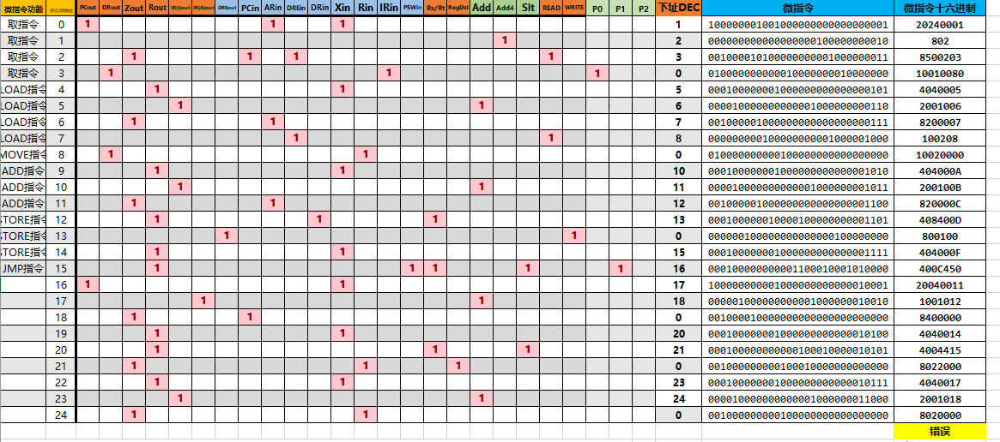 微指令功能 PCout DRout Zout Rout IR(I)out IR(A)out DREout PCin ARin DREin DRin Xin Rin IRin PSWin Rs/Rt RegDst Add Add4 Slt READ WRITE P0 P1 P2 下址DEC 微指令 微指令十六进制
取指令 0 1 1 1 1 100000001001000000000000000001 20240001
取指令 1 1 2 000000000000000000100000000010 802
取指令 2 1 1 1 1 3 001000010100000000001000000011 8500203
取指令 3 1 1 1 0 010000000000010000000010000000 10010080
LOAD指令 4 1 1 5 000100000001000000000000000101 4040005
LOAD指令 5 1 1 6 000010000000000001000000000110 2001006
LOAD指令 6 1 1 7 001000001000000000000000000111 8200007
LOAD指令 7 1 1 8 000000000100000000001000001000 100208
MOVE指令 8 1 1 0 010000000000100000000000000000 10020000
ADD指令 9 1 1 10 000100000001000000000000001010 404000A
ADD指令 10 1 1 11 000010000000000001000000001011 200100B
ADD指令 11 1 1 12 001000001000000000000000001100 820000C
STORE指令 12 1 1 1 13 000100000010000100000000001101 408400D
STORE指令 13 1 1 0 000000100000000000000100000000 800100
STORE指令 14 1 1 15 000100000001000000000000001111 404000F
JMP指令 15 1 1 1 1 1 16 000100000000001100010001010000 400C450
16 1 1 17 100000000001000000000000010001 20040011
17 1 1 18 000001000000000001000000010010 1001012
18 1 1 0 001000010000000000000000000000 8400000
19 1 1 20 000100000001000000000000010100 4040014
20 1 1 1 21 000100000000000100010000010101 4004415
21 1 1 1 0 001000000000100010000000000000 8022000
22 1 1 23 000100000001000000000000010111 4040017
23 1 1 24 000010000000000001000000011000 2001018
24 1 1 0 001000000000100000000000000000 8020000
错误